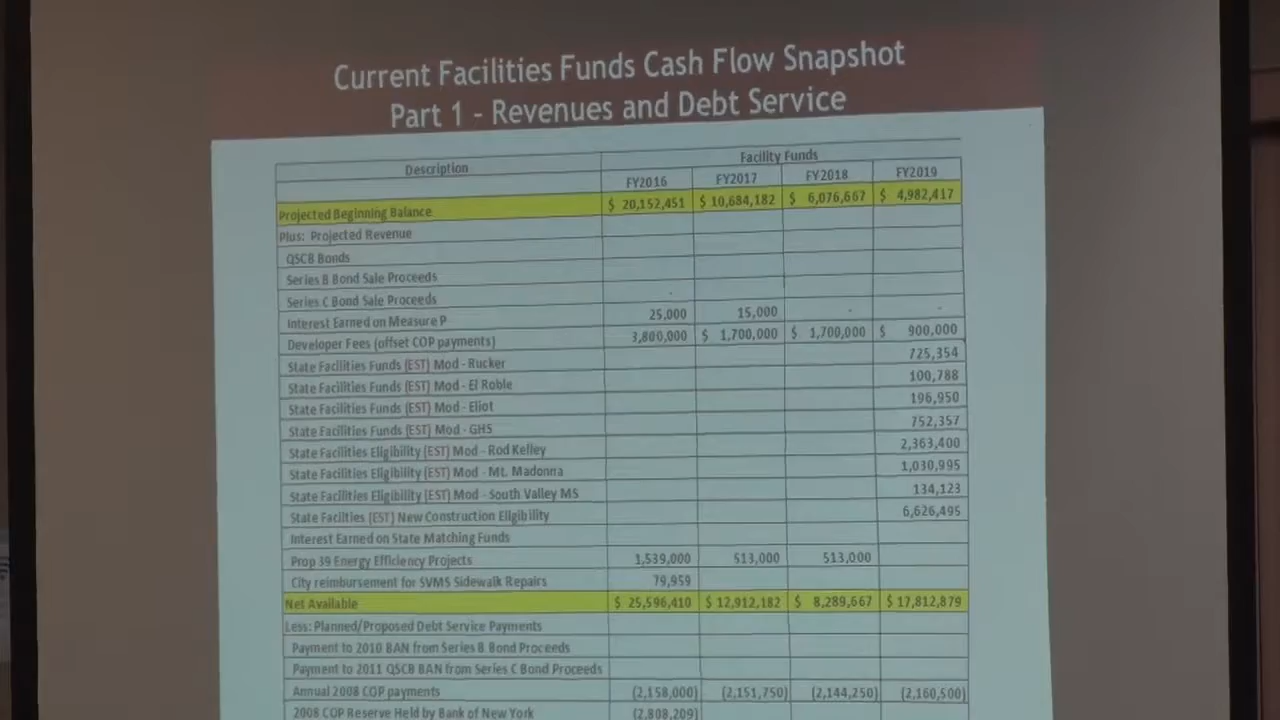 Current Facilities Funds Cash Flow Snapshot
Part 1 - Revenues and Debt Service
Description Facility Funds
FY2016 FY2017 FY2018 FY2019
Projected Beginning Balance $ 20,152,451 $ 10,684,182 $ 6,076,667 $ 4,982,417
Plus: Projected Revenue
QSCB Bonds
Series B Bond Sale Proceeds
Series C Bond Sale Proceeds -
Interest Earned on Measure P 25,000 15,000 - -
Developer Fees (offset COP payments) 3,800,000 $ 1,700,000 $ 1,700,000 $ 900,000
State Facilities Funds (EST) Mod - Rucker 725,354
State Facilities Funds (EST) Mod - El Roble 100,788
State Facilities Funds (EST) Mod - Eliot 196,950
State Facilities Funds (EST) Mod - GHS 752,357
State Facilities Eligibility (EST) Mod - Rod Kelley 2,363,400
State Facilities Eligibility (EST) Mod - Mt. Madonna 1,030,995
State Facilities Eligibility (EST) Mod - South Valley MS 134,123
State Facilties (EST) New Construction Eligibility 6,626,495
Interest Earned on State Matching Funds
Prop 39 Energy Efficiency Projects 1,539,000 513,000 513,000
City reimbursement for SVMS Sidewalk Repairs 79,959
Net Available $ 25,596,410 $ 12,912,182 $ 8,289,667 $ 17,812,879
Less: Planned/Proposed Debt Service Payments
Payment to 2010 BAN from Series B Bond Proceeds
Payment to 2011 QSCB BAN from Series C Bond Proceeds
Annual 2008 COP payments (2,158,000) (2,151,750) (2,144,250) (2,160,500)
2008 COP Reserve Held by Bank of New York (2,808,209)